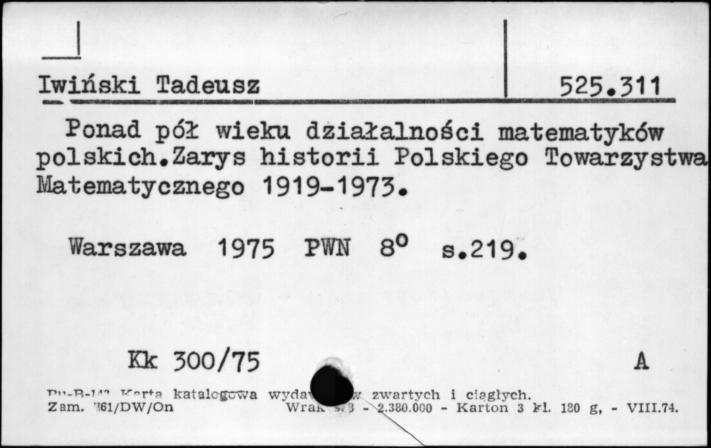 Iwiński Tadeusz 525.311
Ponad pół wieku działalności matematyków
polskich.Zarys historii Polskiego Towarzystwa
Matematycznego 1919-1973.
Warszawa 1975 PWN 8° s.219.
Kk 300/75 A
Karta katalogowa zwartych i ciągłych.
Zam. 761/DW/On - 2.380.000 - Karton 3 kl. 180 g, - VIII.74.